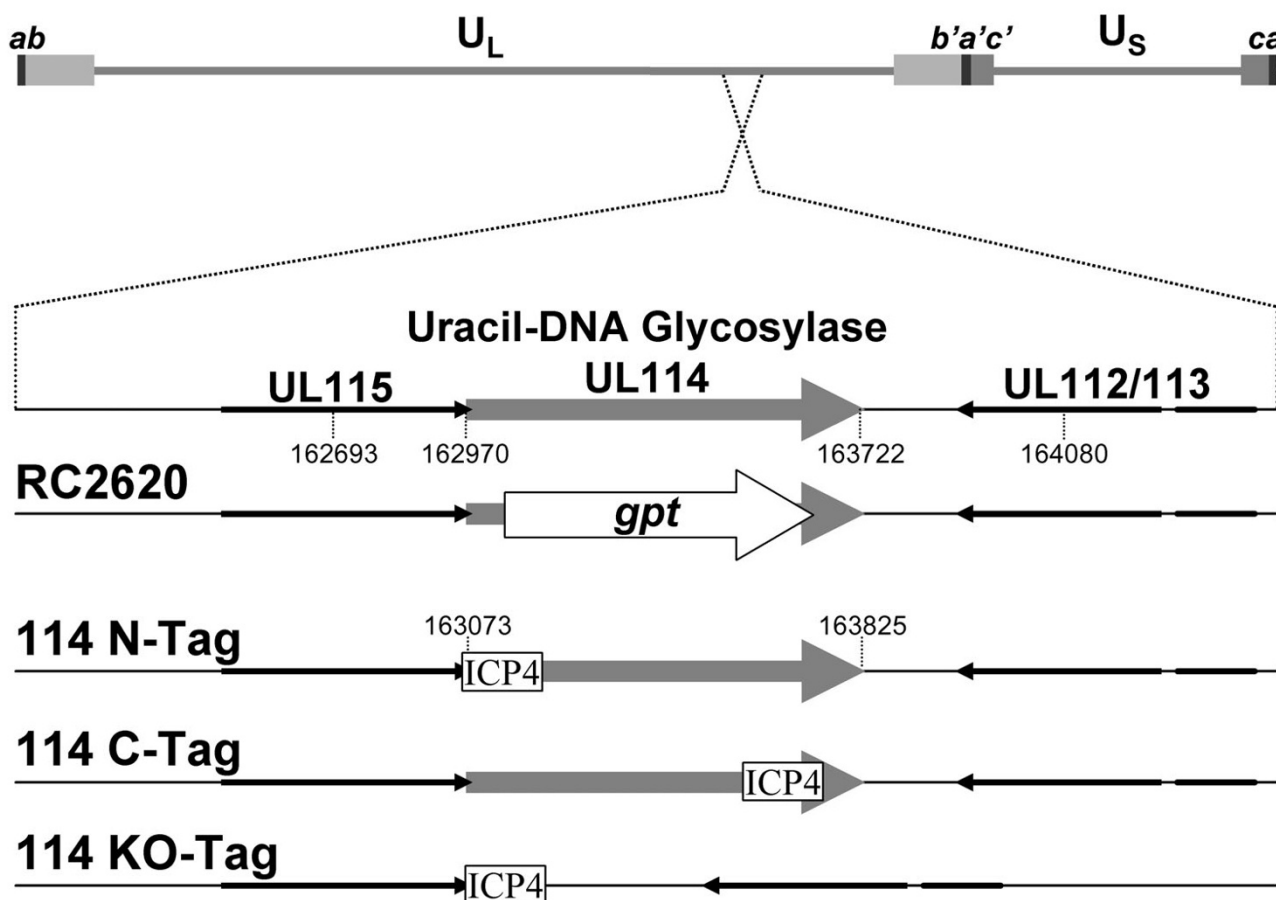 ab U_L b’a’c’ U_S ca
Uracil-DNA Glycosylase
UL115 UL114 UL112/113
162693 162970 163722 164080
RC2620
gpt
163073 163825
114 N-Tag
ICP4
114 C-Tag
ICP4
114 KO-Tag
ICP4